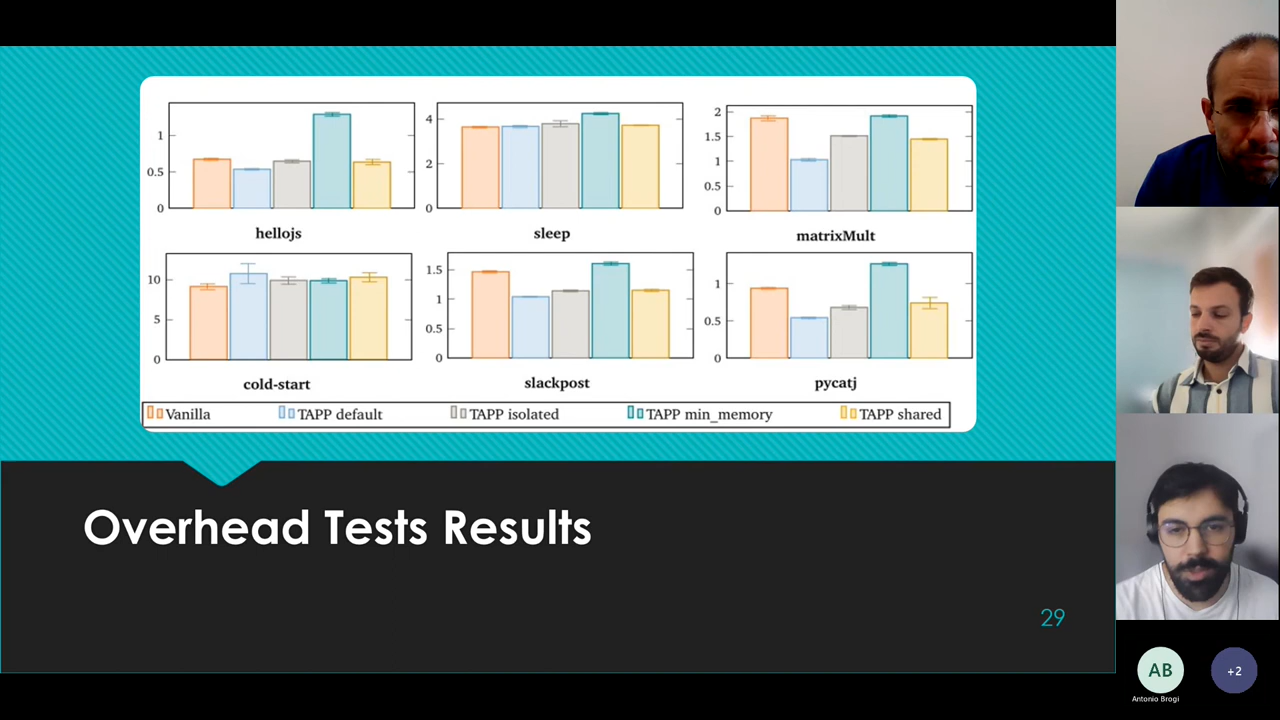 1
0.5
0
hellojs
4
2
0
sleep
2
1.5
1
0.5
0
matrixMult
10
5
0
cold-start
1.5
1
0.5
0
slackpost
1
0.5
0
pycatj
Vanilla TAPP default TAPP isolated TAPP min_memory TAPP shared
Overhead Tests Results
29
AB
Antonio Brogi
+2